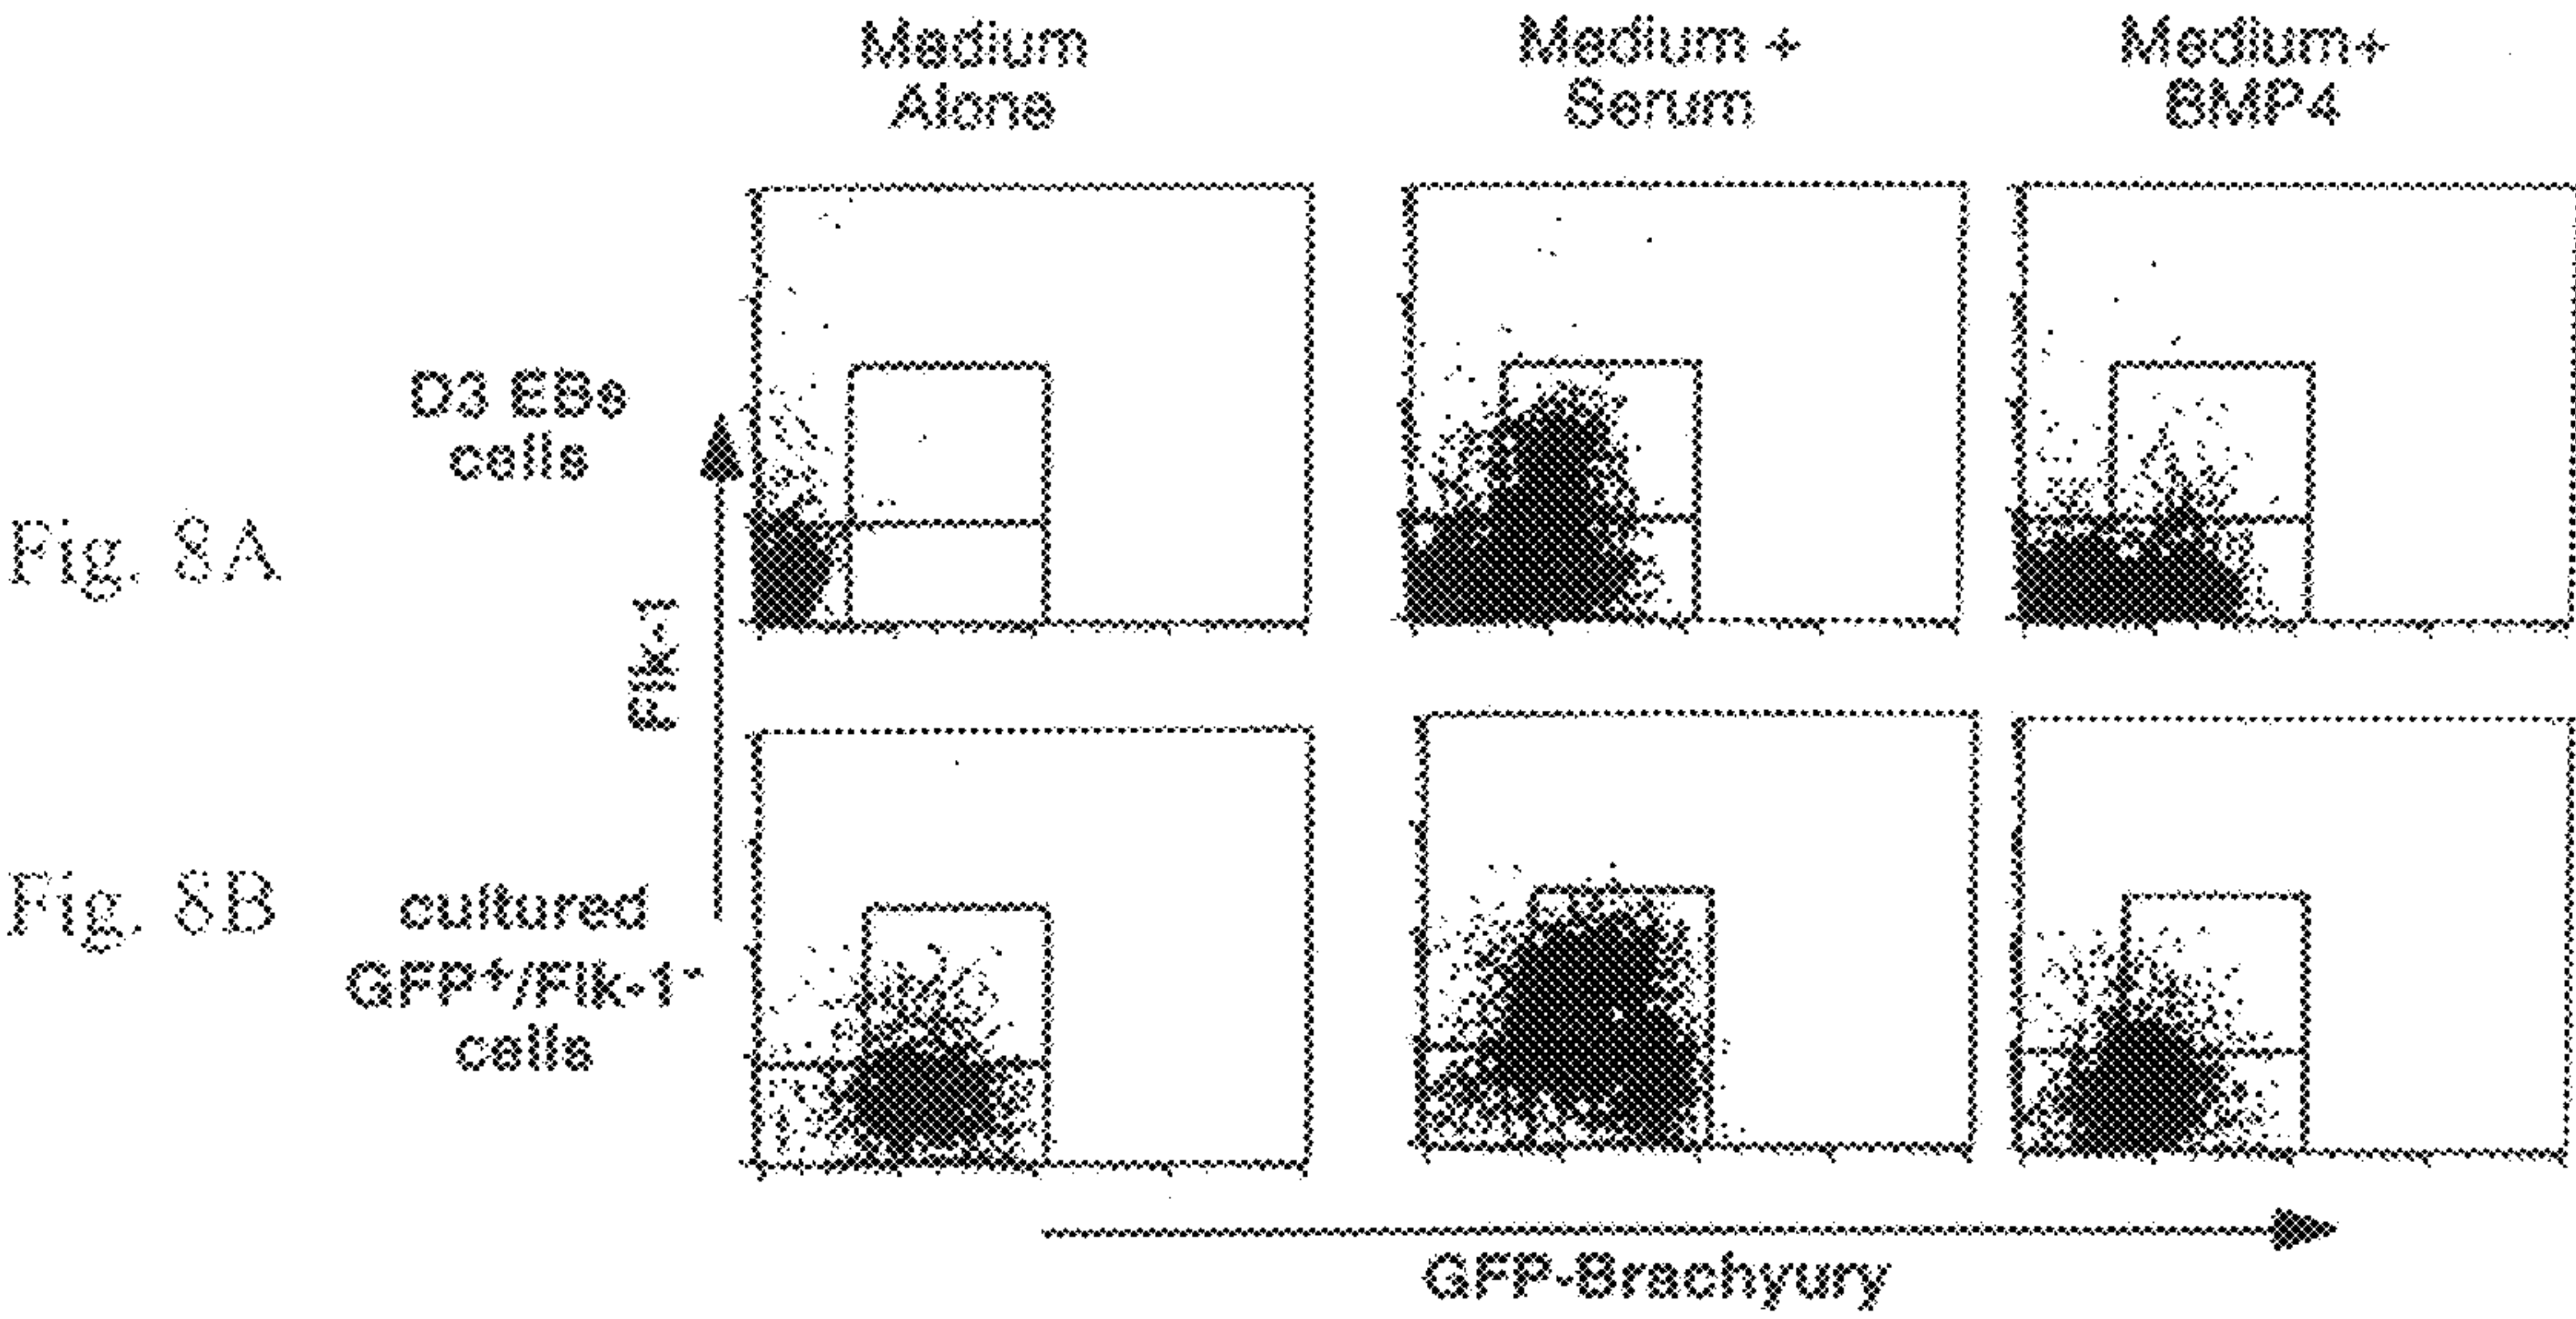 Medium
Alone
Medium +
Serum
Medium+
BMP4
D3 EBs
cells
Fig. 8A
Flk-1
Fig. 8B
cultured
GFP+/Flk-1-
cells
GFP-Brachyury